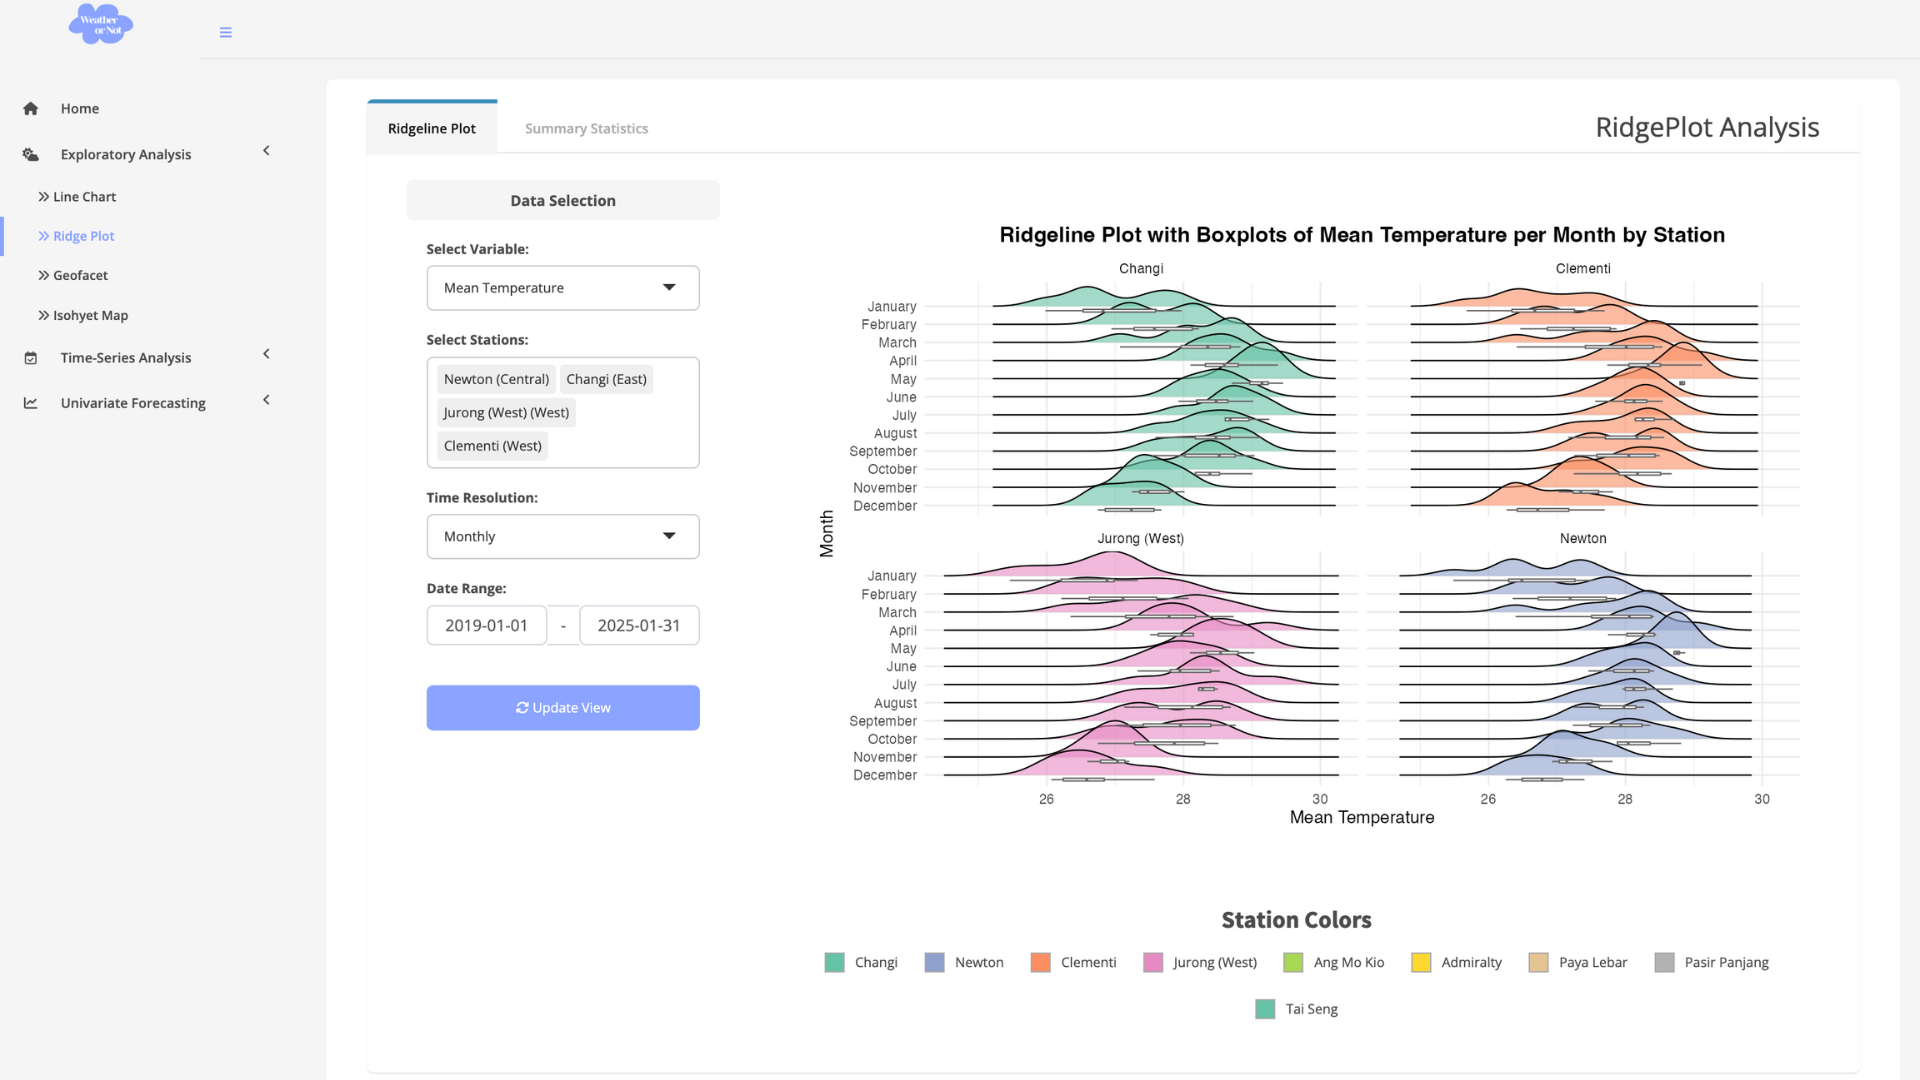 Weather
or Not
Home
Exploratory Analysis
Line Chart
Ridge Plot
Geofacet
Isohyet Map
Time-Series Analysis
Univariate Forecasting
Ridgeline Plot
Summary Statistics
RidgePlot Analysis
Data Selection
Select Variable:
Mean Temperature
Select Stations:
Newton (Central) Changi (East)
Jurong (West) (West)
Clementi (West)
Time Resolution:
Monthly
Date Range:
2019-01-01 - 2025-01-31
Update View
Ridgeline Plot with Boxplots of Mean Temperature per Month by Station
Changi
Clementi
January
February
March
April
May
June
July
August
September
October
November
December
Month
Jurong (West)
Newton
January
February
March
April
May
June
July
August
September
October
November
December
26 28 30 26 28 30
Mean Temperature
Station Colors
Changi Newton Clementi Jurong (West) Ang Mo Kio Admiralty Paya Lebar Pasir Panjang
Tai Seng